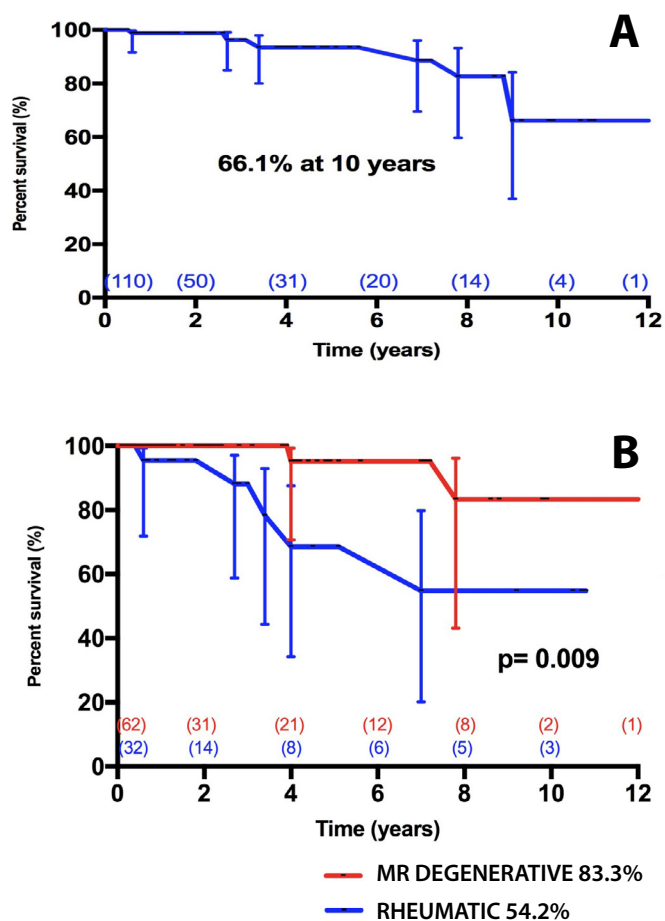 A
Percent survival (%)
100
80
60
40
20
0
66.1% at 10 years
(110) (50) (31) (20) (14) (4) (1)
0 2 4 6 8 10 12
Time (years)
B
Percent survival (%)
100
80
60
40
20
0
p= 0.009
(62) (31) (21) (12) (8) (2) (1)
(32) (14) (8) (6) (5) (3)
0 2 4 6 8 10 12
Time (years)
MR DEGENERATIVE 83.3%
RHEUMATIC 54.2%